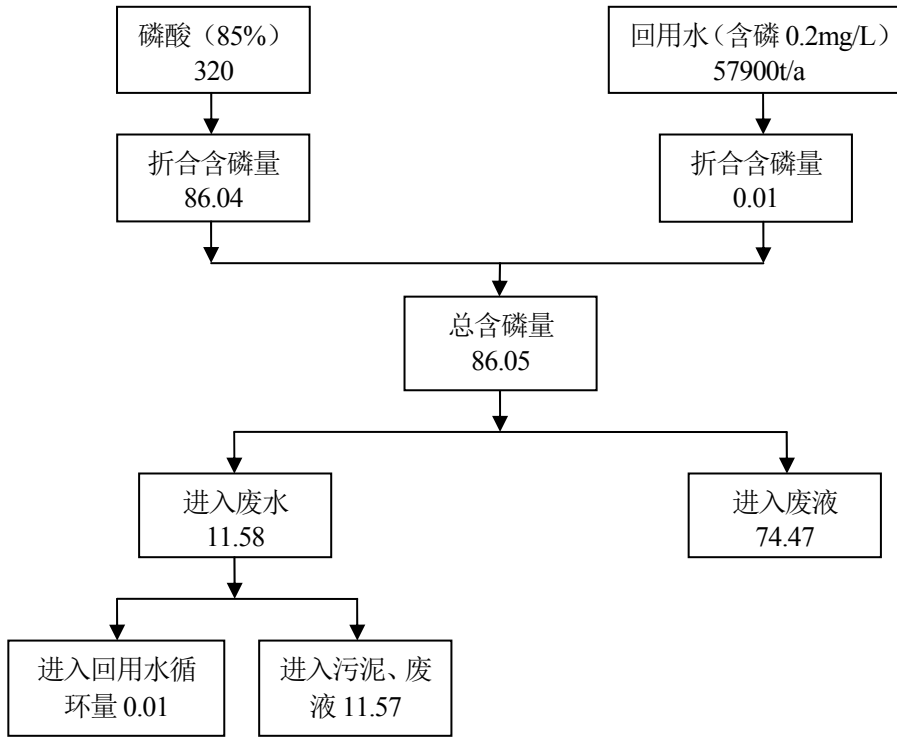 磷酸（85%）
320
回用水（含磷 0.2mg/L）
57900t/a
折合含磷量
86.04
折合含磷量
0.01
总含磷量
86.05
进入废水
11.58
进入废液
74.47
进入回用水循
环量 0.01
进入污泥、废
液 11.57